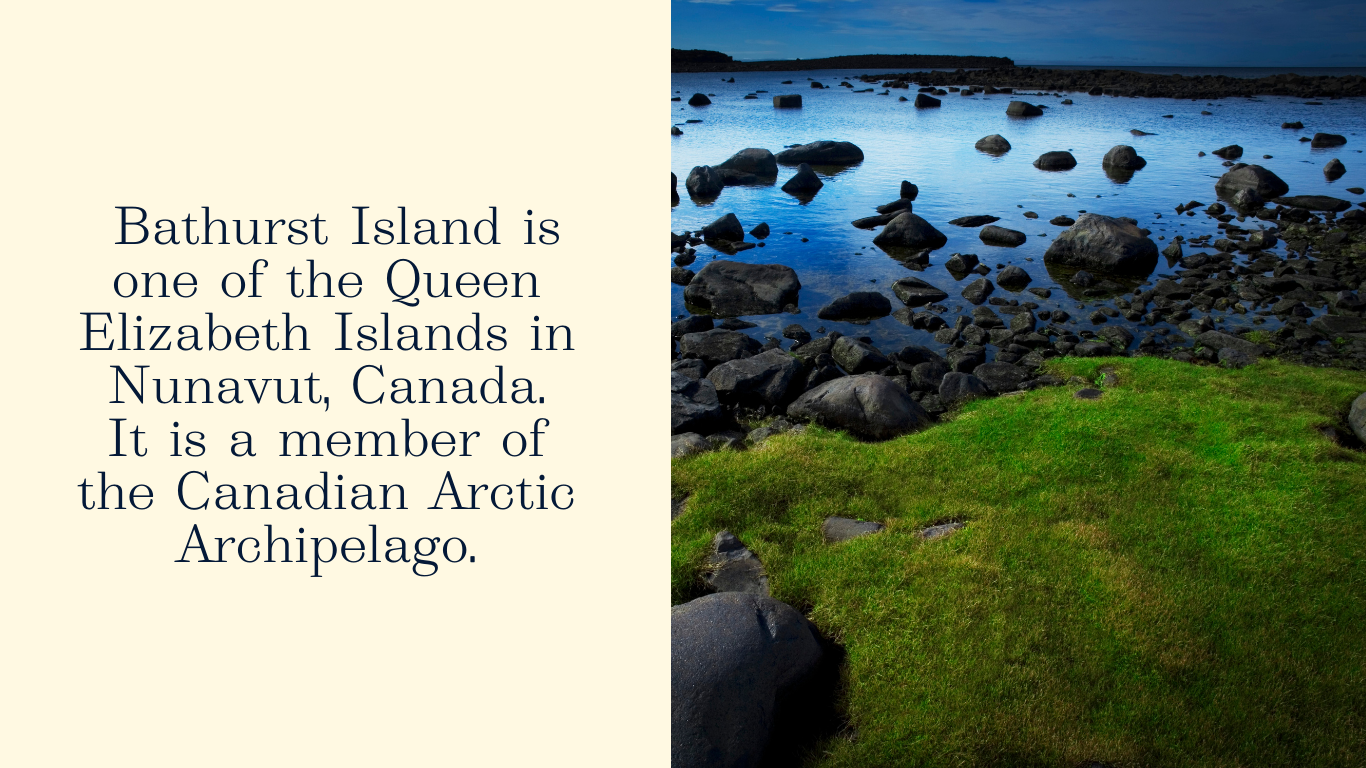 Bathurst Island is
one of the Queen
Elizabeth Islands in
Nunavut, Canada.
It is a member of
the Canadian Arctic
Archipelago.